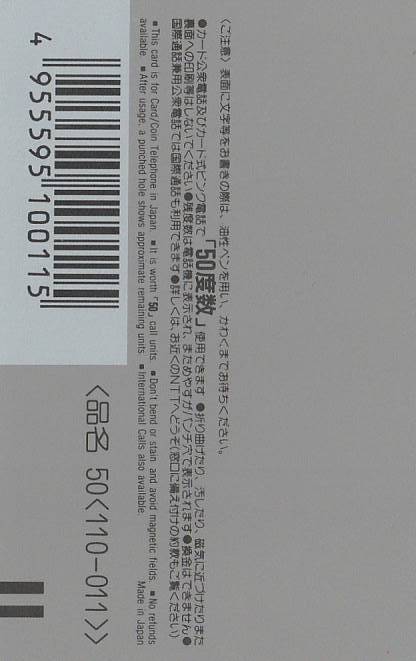 〈ご注意〉表面に文字等をお書きの際は、油性ペンを用い、かわくまでお待ちください。
●カード公衆電話及びカード式ピンク電話で「50度数」使用できます ●折り曲げたり、汚したり、磁気に近づけたりまた
裏面への印刷等はしないでください●残度数は電話機に表示され、まためやすがパンチ穴で表示されます●換金はできません●
国際通話兼用公衆電話では国際通話も利用できます●詳しくは、お近くのNTTへどうぞ(窓口に備え付けの約款もご覧ください)
■This card is for Card/Coin Telephone in Japan. ■It is worth「50」call units. ■Don't bend or stain and avoid magnetic fields. ■No refunds
available. ■After usage, a punched hole shows approximate remaining units. ■International Calls also available. Made in Japan
4 955595 100115
<品名 50<110-011>>